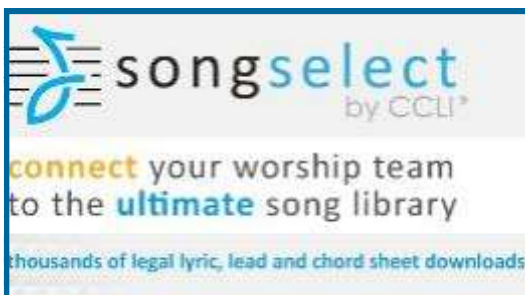 songselect
by CCLI®
connect your worship team
to the ultimate song library
thousands of legal lyric, lead and chord sheet downloads